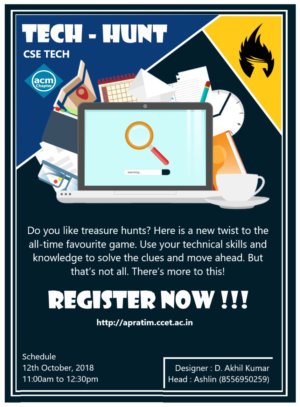 TECH - HUNT
CSE TECH
acm
Chapter
searching...
Do you like treasure hunts? Here is a new twist to the
all-time favourite game. Use your technical skills and
knowledge to solve the clues and move ahead. But
that's not all. There's more to this!
REGISTER NOW !!!
http://apratim.ccet.ac.in
Schedule
12th October, 2018
11:00am to 12:30pm
Designer : D. Akhil Kumar
Head : Ashlin (8556950259)